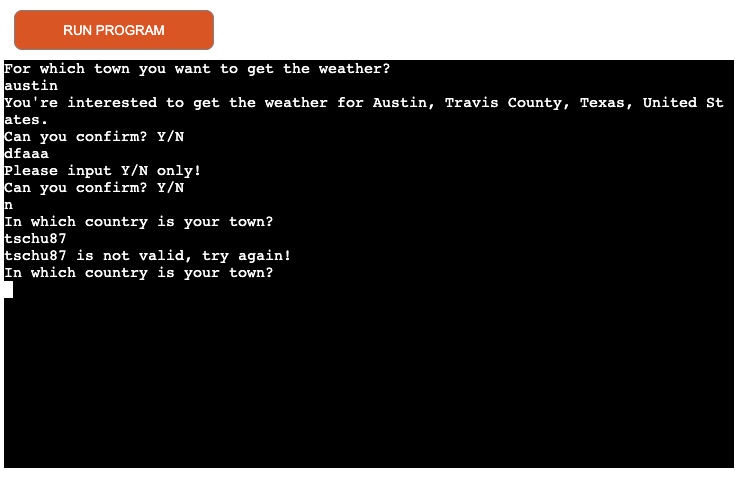 RUN PROGRAM
For which town you want to get the weather?
austin
You're interested to get the weather for Austin, Travis County, Texas, United St
ates.
Can you confirm? Y/N
dfaaa
Please input Y/N only!
Can you confirm? Y/N
n
In which country is your town?
tschu87
tschu87 is not valid, try again!
In which country is your town?